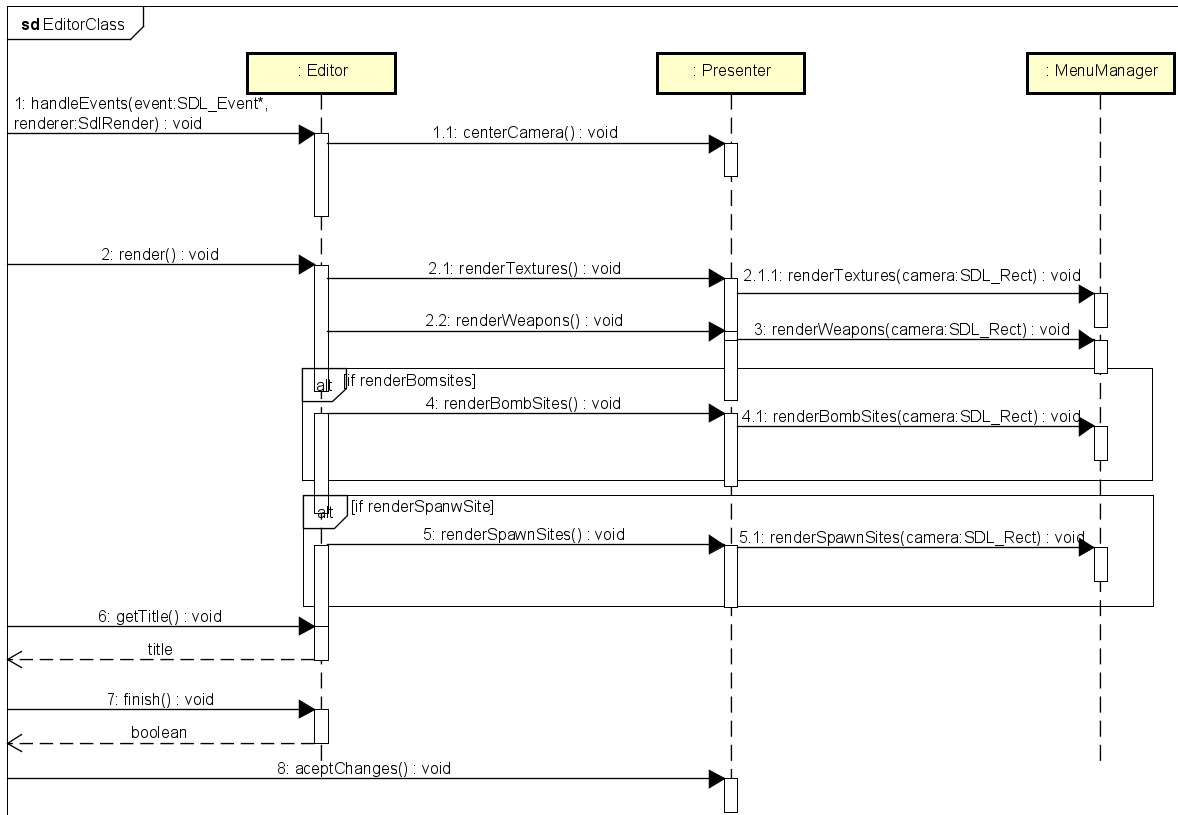 sd EditorClass
: Editor
: Presenter
: MenuManager
1: handleEvents(event:SDL_Event*,
renderer:SdlRender) : void
1.1: centerCamera() : void
2: render() : void
2.1: renderTextures() : void
2.1.1: renderTextures(camera:SDL_Rect) : void
2.2: renderWeapons() : void
3: renderWeapons(camera:SDL_Rect) : void
alt
[if renderBomsites]
4: renderBombSites() : void
4.1: renderBombSites(camera:SDL_Rect) : void
alt
[if renderSpanwSite]
5: renderSpawnSites() : void
5.1: renderSpawnSites(camera:SDL_Rect) : void
6: getTitle() : void
title
7: finish() : void
boolean
8: aceptChanges() : void